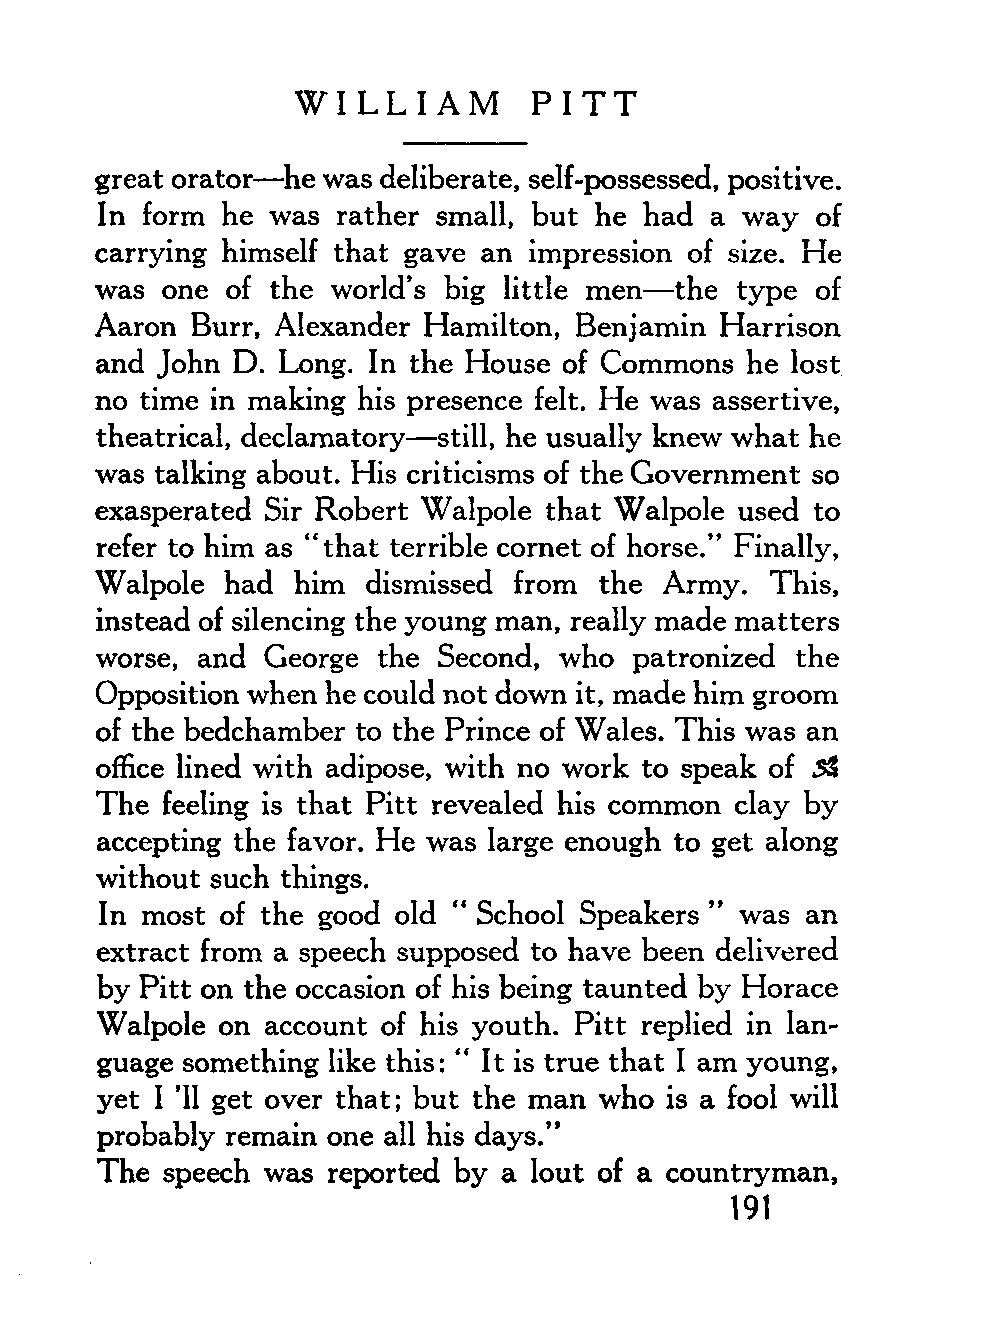 WILLIAM PITT
great orator—he was deliberate, self-possessed, positive.
In form he was rather small, but he had a way of
carrying himself that gave an impression of size. He
was one of the world's big little men—the type of
Aaron Burr, Alexander Hamilton, Benjamin Harrison
and John D. Long. In the House of Commons he lost
no time in making his presence felt. He was assertive,
theatrical, declamatory—still, he usually knew what he
was talking about. His criticisms of the Government so
exasperated Sir Robert Walpole that Walpole used to
refer to him as "that terrible cornet of horse." Finally,
Walpole had him dismissed from the Army. This,
instead of silencing the young man, really made matters
worse, and George the Second, who patronized the
Opposition when he could not down it, made him groom
of the bedchamber to the Prince of Wales. This was an
office lined with adipose, with no work to speak of
The feeling is that Pitt revealed his common clay by
accepting the favor. He was large enough to get along
without such things.
In most of the good old " School Speakers " was an
extract from a speech supposed to have been delivered
by Pitt on the occasion of his being taunted by Horace
Walpole on account of his youth. Pitt replied in lan-
guage something like this: " It is true that I am young,
yet I 'll get over that; but the man who is a fool will
probably remain one all his days."
The speech was reported by a lout of a countryman,
191